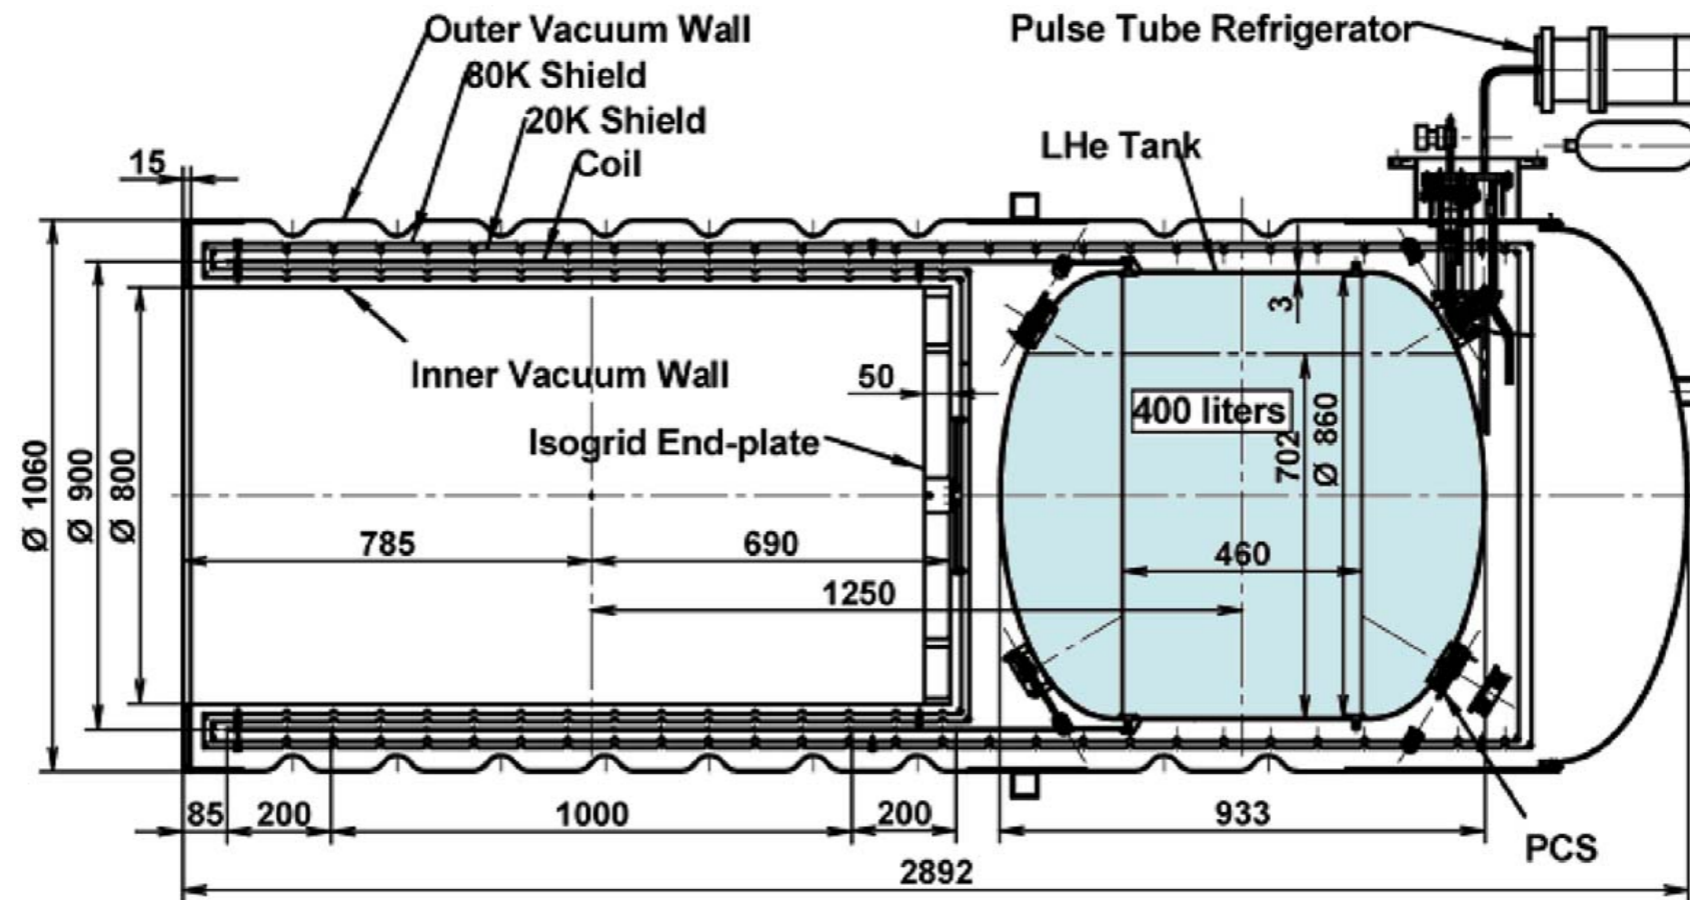 Outer Vacuum Wall
Pulse Tube Refrigerator
80K Shield
20K Shield
LHe Tank
15
Coil
3
Inner Vacuum Wall
50
400 liters
Isogrid End-plate
Ø 1060
Ø 900
Ø 800
702
Ø 860
785
690
460
1250
85
200
1000
200
933
PCS
2892